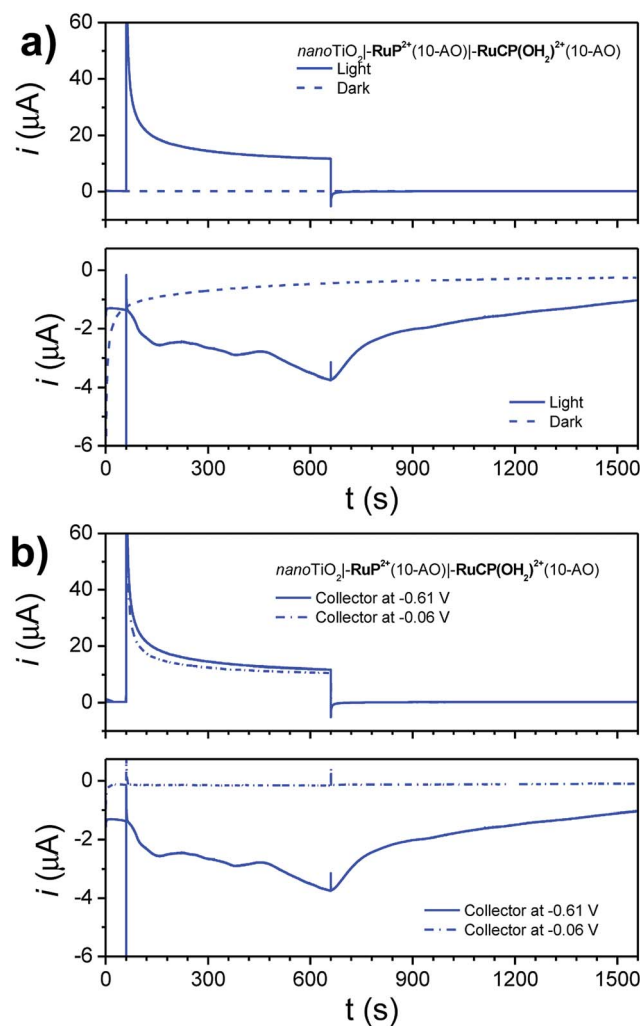 a)
60
40
20
0
i (μA)
nanoTiO₂|-RuP²⁺(10-AO)|-RuCP(OH₂)²⁺(10-AO)
Light
Dark
0
-2
-4
-6
i (μA)
Light
Dark
0
300
600
900
1200
1500
t (s)
b)
60
40
20
0
i (μA)
nanoTiO₂|-RuP²⁺(10-AO)|-RuCP(OH₂)²⁺(10-AO)
Collector at -0.61 V
Collector at -0.06 V
0
-2
-4
-6
i (μA)
Collector at -0.61 V
Collector at -0.06 V
0
300
600
900
1200
1500
t (s)